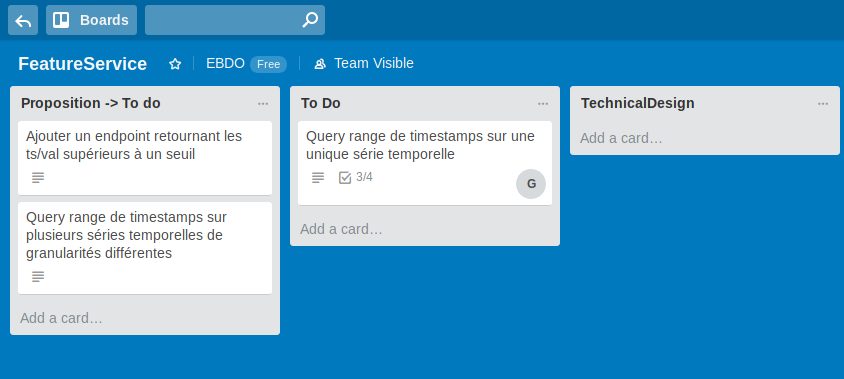 Boards
FeatureService
EBDO Free
Team Visible
Proposition -> To do
Ajouter un endpoint retournant les
ts/val supérieurs à un seuil
Query range de timestamps sur
plusieurs séries temporelles de
granularités différentes
Add a card…
To Do
Query range de timestamps sur une
unique série temporelle
3/4
G
Add a card…
TechnicalDesign
Add a card…